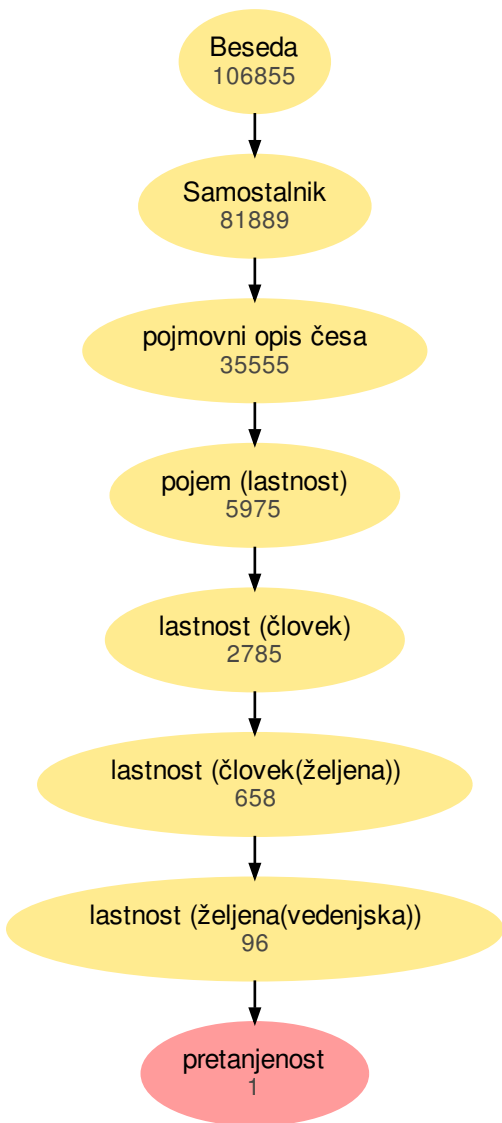 Beseda
106855
Samostalnik
81889
pojmovni opis česa
35555
pojem (lastnost)
5975
lastnost (človek)
2785
lastnost (človek(željena))
658
lastnost (željena(vedenjska))
96
pretanjenost
1